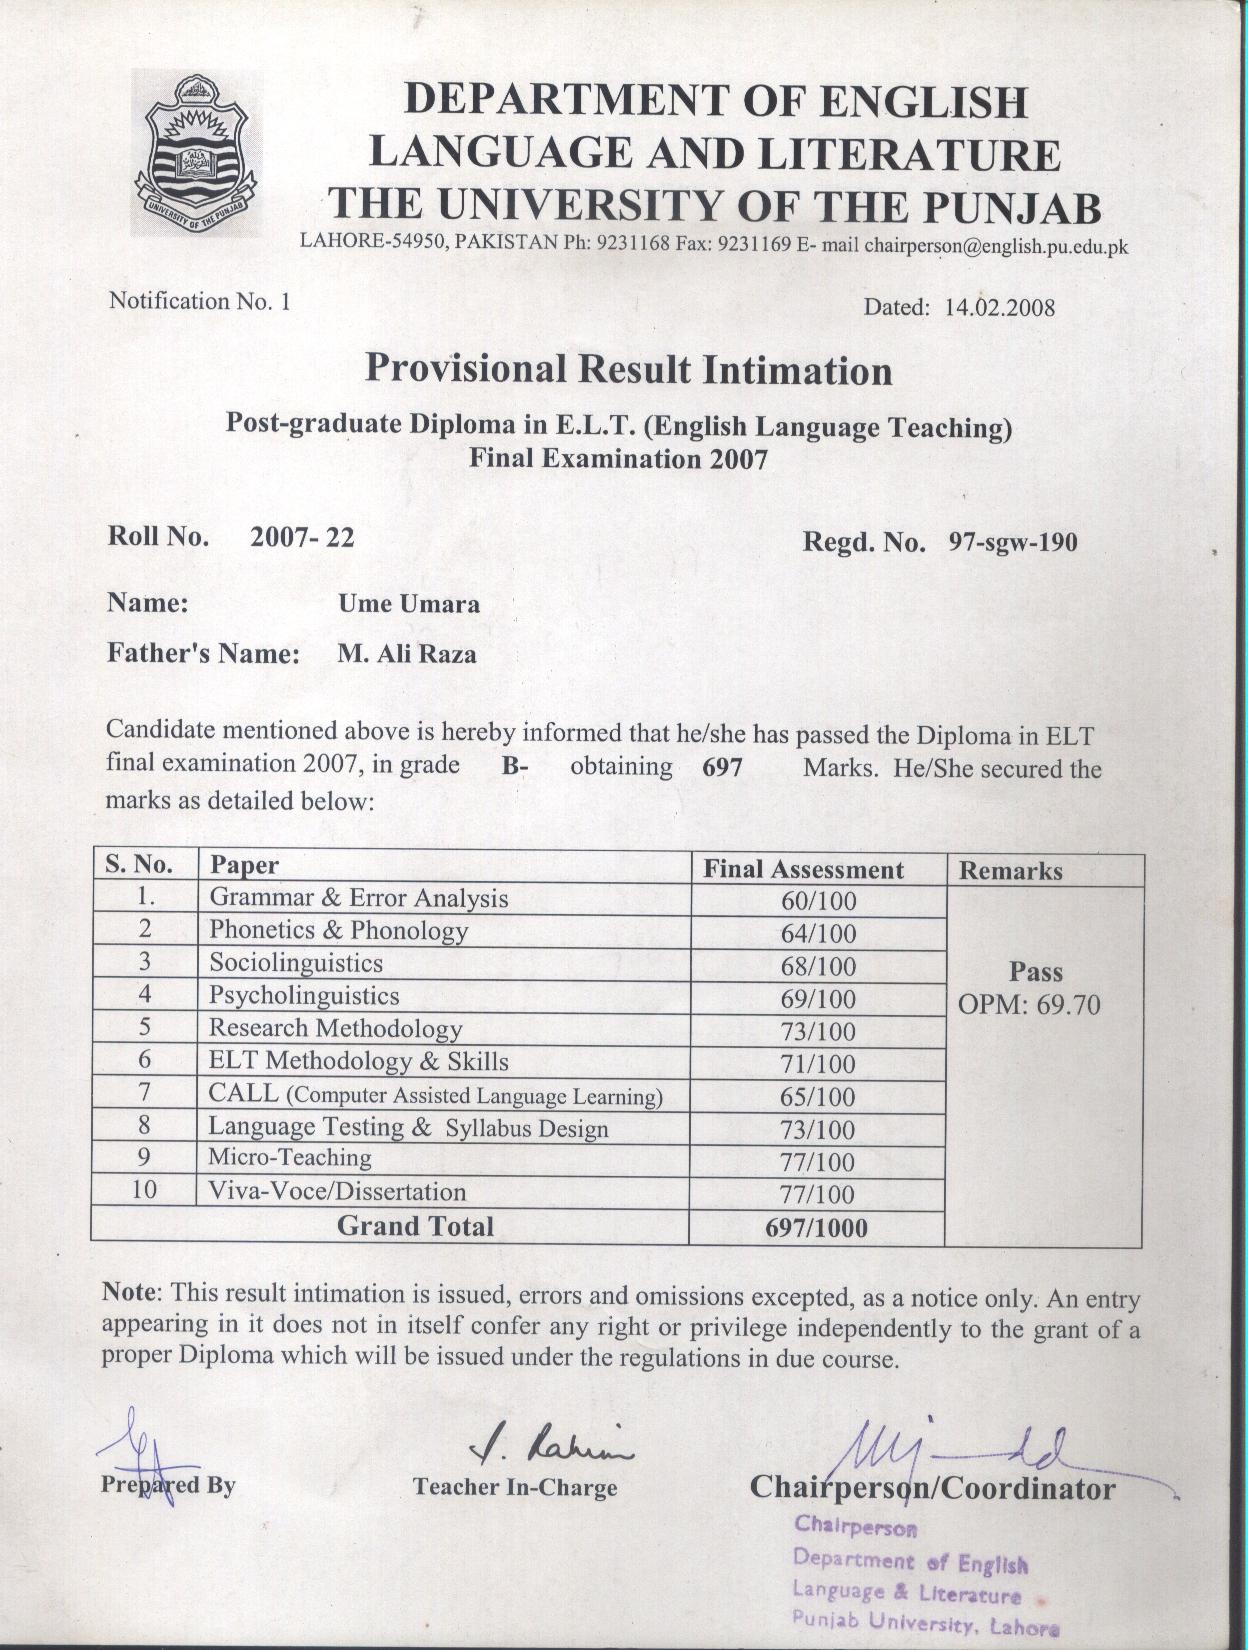 DEPARTMENT OF ENGLISH
LANGUAGE AND LITERATURE
THE UNIVERSITY OF THE PUNJAB
UNIVERSITY OF THE PUNJAB
LAHORE-54950, PAKISTAN Ph: 9231168 Fax: 9231169 E- mail chairperson@english.pu.edu.pk
Notification No. 1 Dated: 14.02.2008
Provisional Result Intimation
Post-graduate Diploma in E.L.T. (English Language Teaching)
Final Examination 2007
Roll No. 2007- 22 Regd. No. 97-sgw-190
Name: Ume Umara
Father's Name: M. Ali Raza
Candidate mentioned above is hereby informed that he/she has passed the Diploma in ELT
final examination 2007, in grade B- obtaining 697 Marks. He/She secured the
marks as detailed below:
S. No. Paper Final Assessment Remarks
1. Grammar & Error Analysis 60/100
2 Phonetics & Phonology 64/100
3 Sociolinguistics 68/100 Pass
4 Psycholinguistics 69/100 OPM: 69.70
5 Research Methodology 73/100
6 ELT Methodology & Skills 71/100
7 CALL (Computer Assisted Language Learning) 65/100
8 Language Testing & Syllabus Design 73/100
9 Micro-Teaching 77/100
10 Viva-Voce/Dissertation 77/100
Grand Total 697/1000
Note: This result intimation is issued, errors and omissions excepted, as a notice only. An entry
appearing in it does not in itself confer any right or privilege independently to the grant of a
proper Diploma which will be issued under the regulations in due course.
Rahim
Prepared By Teacher In-Charge Chairperson/Coordinator
Chairperson
Department of English
Language & Literature
Punjab University, Lahore